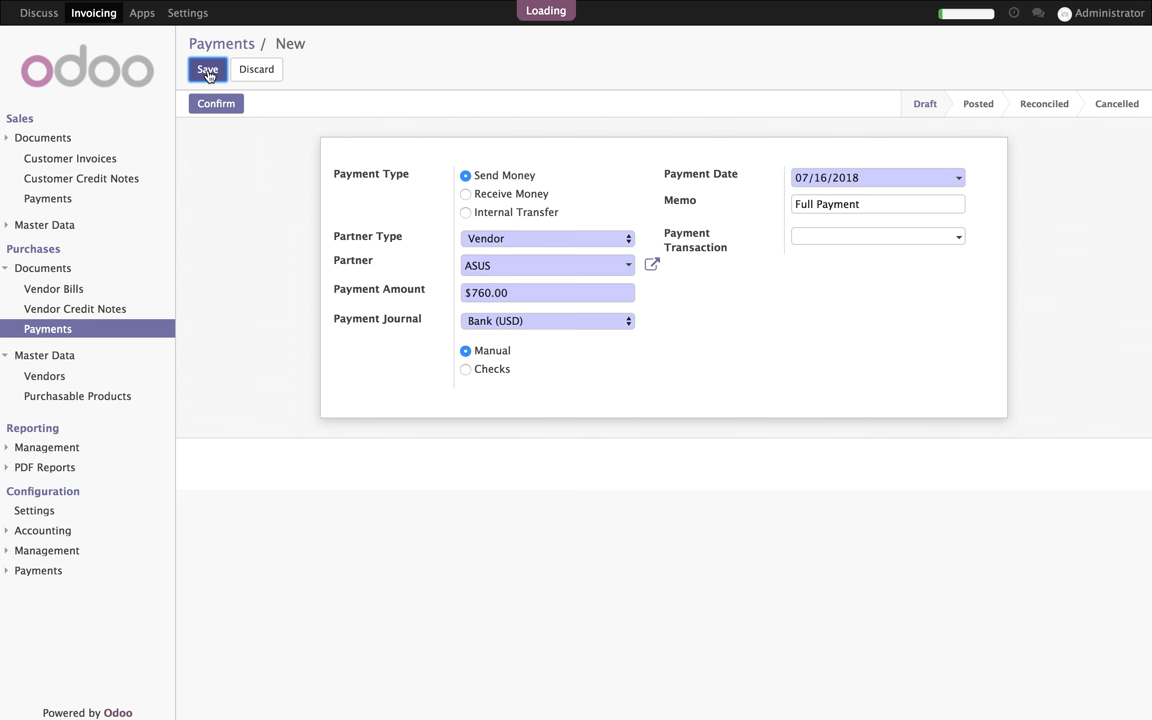 Discuss Invoicing Apps Settings Loading Administrator
odoo
Payments / New
Save Discard
Confirm Draft Posted Reconciled Cancelled
Sales
Documents
Customer Invoices
Customer Credit Notes
Payments
Master Data
Purchases
Documents
Vendor Bills
Vendor Credit Notes
Payments
Master Data
Vendors
Purchasable Products
Reporting
Management
PDF Reports
Configuration
Settings
Accounting
Management
Payments
Powered by Odoo
Payment Type
Send Money
Receive Money
Internal Transfer
Partner Type Vendor
Partner ASUS
Payment Amount $760.00
Payment Journal Bank (USD)
Manual
Checks
Payment Date 07/16/2018
Memo Full Payment
Payment
Transaction